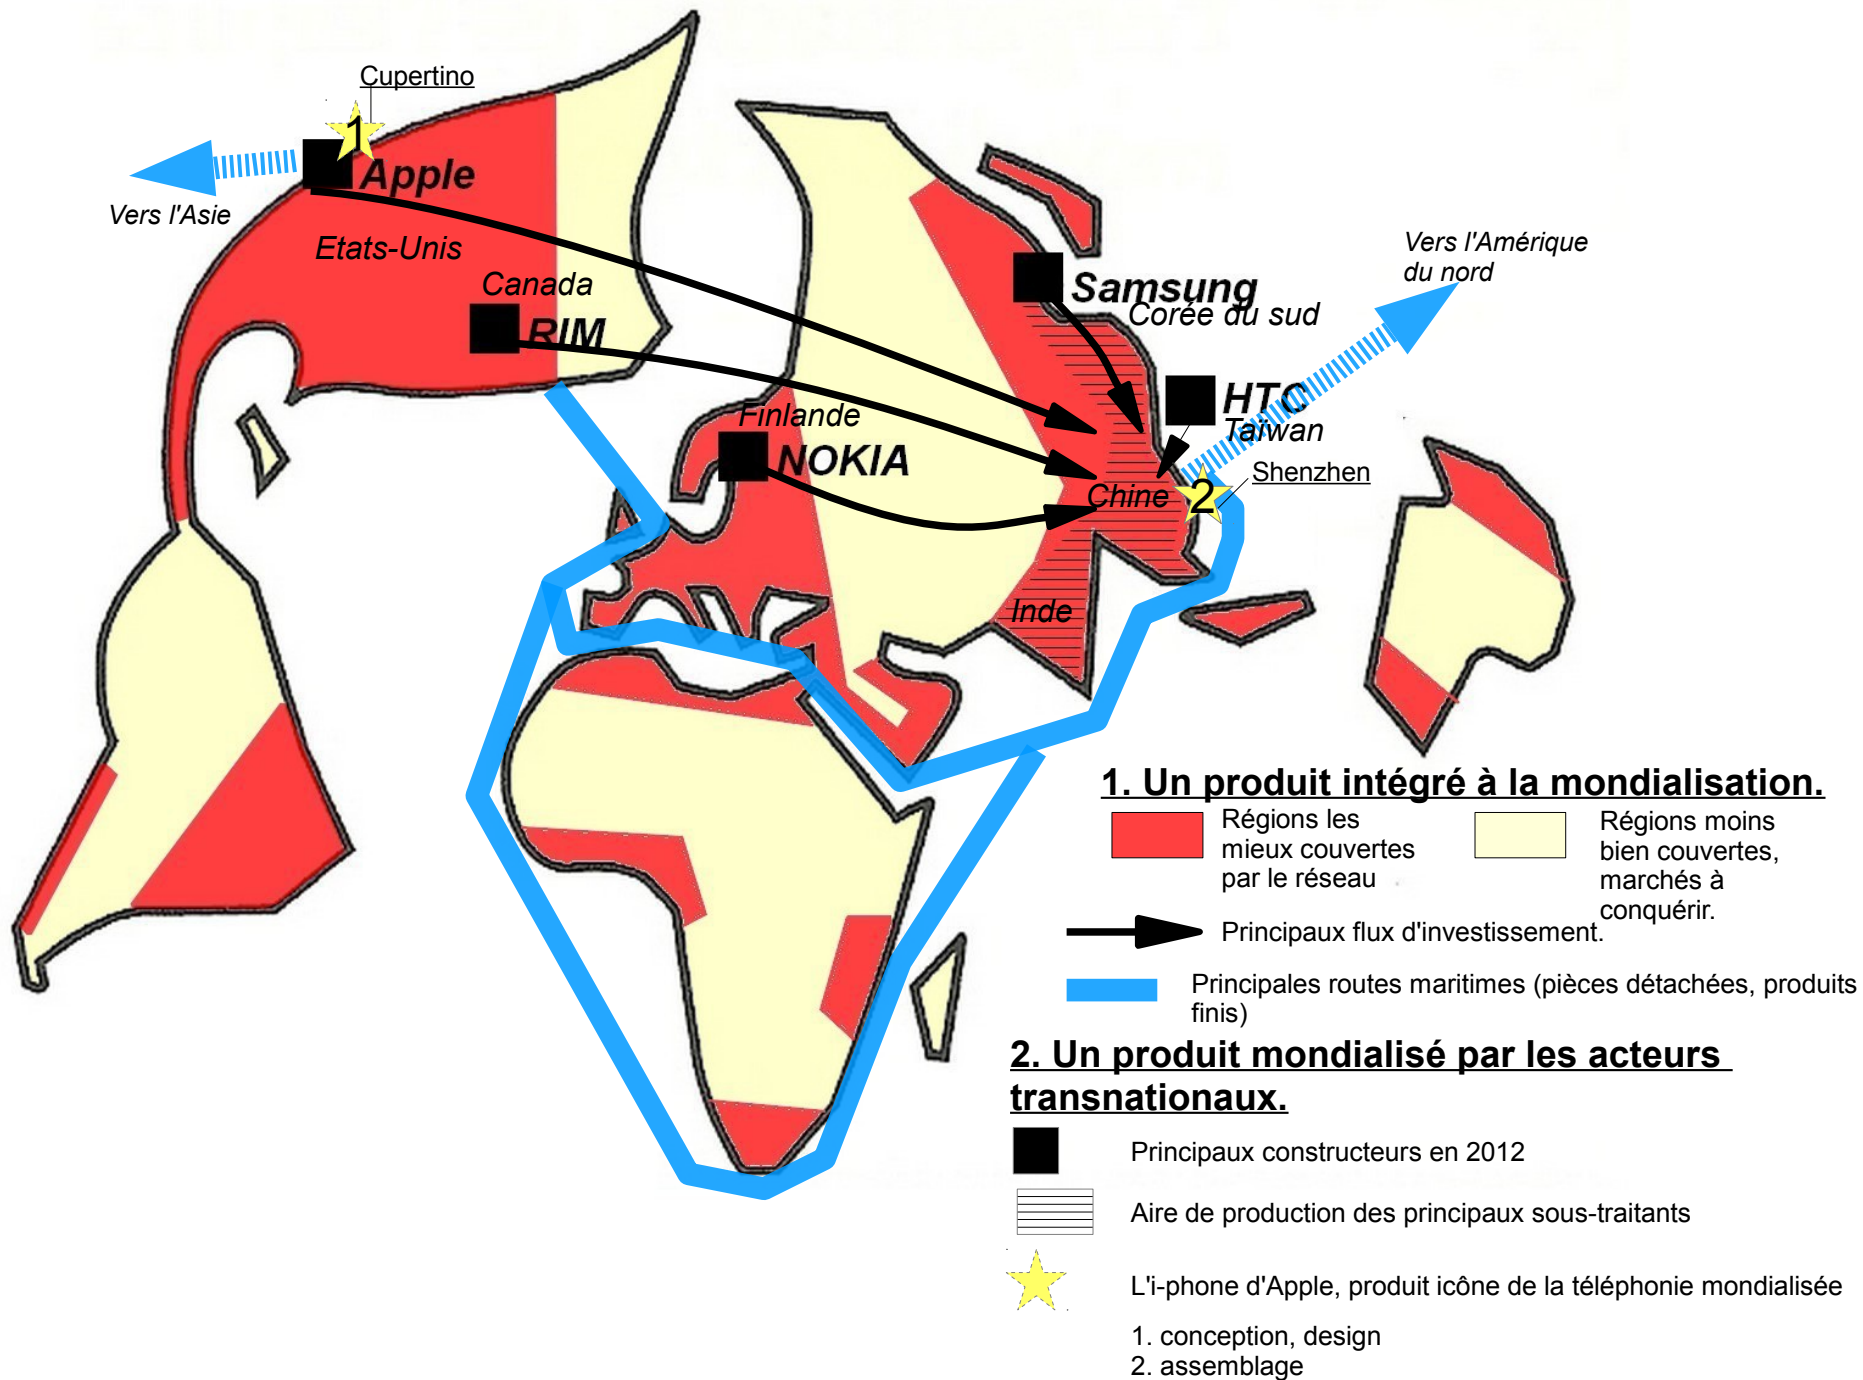 Cupertino
1
Apple
Vers l'Asie
Etats-Unis
Canada
RIM
Finlande
NOKIA
Samsung
Corée du sud
Vers l'Amérique
du nord
HTC
Taïwan
Shenzhen
Chine
2
Inde
1. Un produit intégré à la mondialisation.
Régions les
mieux couvertes
par le réseau
Régions moins
bien couvertes,
marchés à
conquérir.
Principaux flux d'investissement.
Principales routes maritimes (pièces détachées, produits
finis)
2. Un produit mondialisé par les acteurs
transnationaux.
Principaux constructeurs en 2012
Aire de production des principaux sous-traitants
L'i-phone d'Apple, produit icône de la téléphonie mondialisée
1. conception, design
2. assemblage